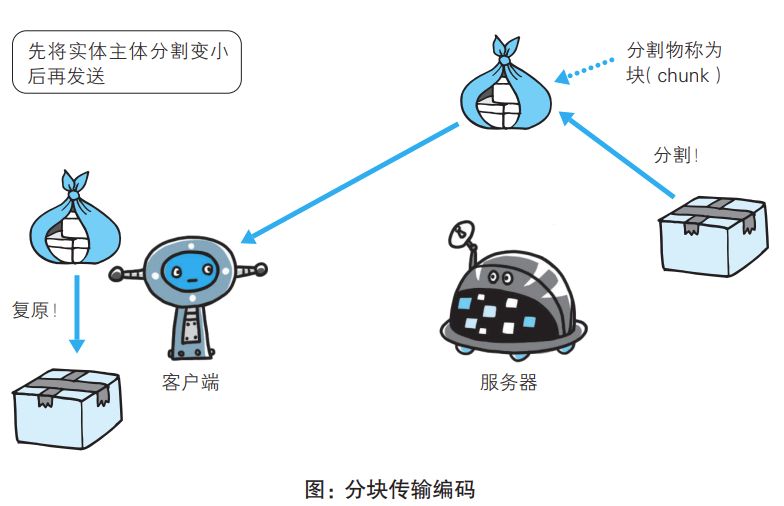 先将实体主体分割变小
后再发送
分割物称为
块( chunk )
分割！
复原！
客户端
服务器
图：分块传输编码